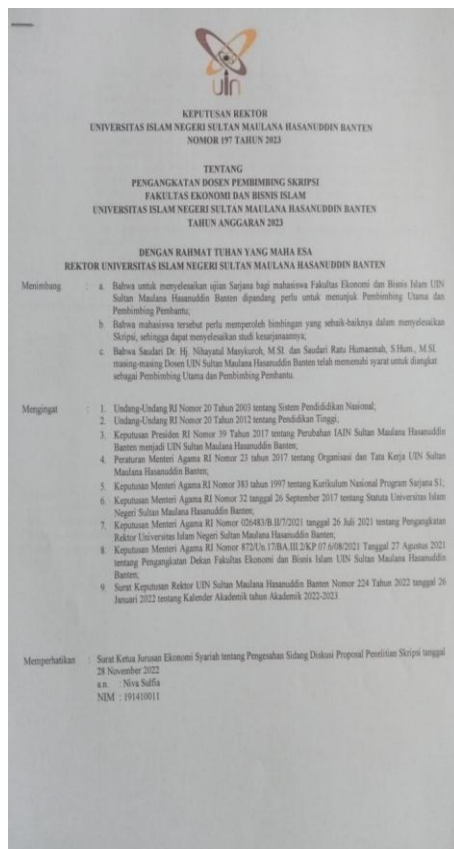 uin
KEPUTUSAN REKTOR
UNIVERSITAS ISLAM NEGERI SULTAN MAULANA HASANUDDIN BANTEN
NOMOR 197 TAHUN 2023
TENTANG
PENGANGKATAN DOSEN PEMBIMBING SKRIPSI
FAKULTAS EKONOMI DAN BISNIS ISLAM
UNIVERSITAS ISLAM NEGERI SULTAN MAULANA HASANUDDIN BANTEN
TAHUN ANGGARAN 2023
DENGAN RAHMAT TUHAN YANG MAHA ESA
REKTOR UNIVERSITAS ISLAM NEGERI SULTAN MAULANA HASANUDDIN BANTEN
Menimbang : a. Bahwa untuk menyelesaikan ujian Sarjana bagi mahasiswa Fakultas Ekonomi dan Bisnis Islam UIN
Sultan Maulana Hasanuddin Banten dipandang perlu untuk menunjuk Pembimbing Utama dan
Pembimbing Pembantu;
b. Bahwa mahasiswa tersebut perlu memperoleh bimbingan yang sebaik-baiknya dalam menyelesaikan
Skripsi, sehingga dapat menyelesaikan studi kesarjanaannya;
c. Bahwa Saudari Dr. Hj. Nihayatul Masykuroh, M.SI. dan Saudari Ratu Humaemah, S.Hum., M.SI.
masing-masing Dosen UIN Sultan Maulana Hasanuddin Banten telah memenuhi syarat untuk diangkat
sebagai Pembimbing Utama dan Pembimbing Pembantu.
Mengingat : 1. Undang-Undang RI Nomor 20 Tahun 2003 tentang Sistem Pendididikan Nasional;
2. Undang-Undang RI Nomor 20 Tahun 2012 tentang Pendidikan Tinggi;
3. Keputusan Presiden RI Nomor 39 Tahun 2017 tentang Perubahan IAIN Sultan Maulana Hasanuddin
Banten menjadi UIN Sultan Maulana Hasanuddin Banten;
4. Peraturan Menteri Agama RI Nomor 23 tahun 2017 tentang Organisasi dan Tata Kerja UIN Sultan
Maulana Hasanuddin Banten;
5. Keputusan Menteri Agama RI Nomor 383 tahun 1997 tentang Kurikulum Nasional Program Sarjana S1;
6. Keputusan Menteri Agama RI Nomor 32 tanggal 26 September 2017 tentang Statuta Universitas Islam
Negeri Sultan Maulana Hasanuddin Banten;
7. Keputusan Menteri Agama RI Nomor 026483/B.II/7/2021 tanggal 26 Juli 2021 tentang Pengangkatan
Rektor Universitas Islam Negeri Sultan Maulana Hasanuddin Banten;
8. Keputusan Menteri Agama RI Nomor 872/Un.17/BA.III.2/KP.07.6/08/2021 Tanggal 27 Agustus 2021
tentang Pengangkatan Dekan Fakultas Ekonomi dan Bisnis Islam UIN Sultan Maulana Hasanuddin
Banten;
9. Surat Keputusan Rektor UIN Sultan Maulana Hasanuddin Banten Nomor 224 Tahun 2022 tanggal 26
Januari 2022 tentang Kalender Akademik tahun Akademik 2022-2023.
Memperhatikan : Surat Ketua Jurusan Ekonomi Syariah tentang Pengesahan Sidang Diskusi Proposal Penelitian Skripsi tanggal
28 November 2022
a.n. : Niva Sulfia
NIM : 191410011